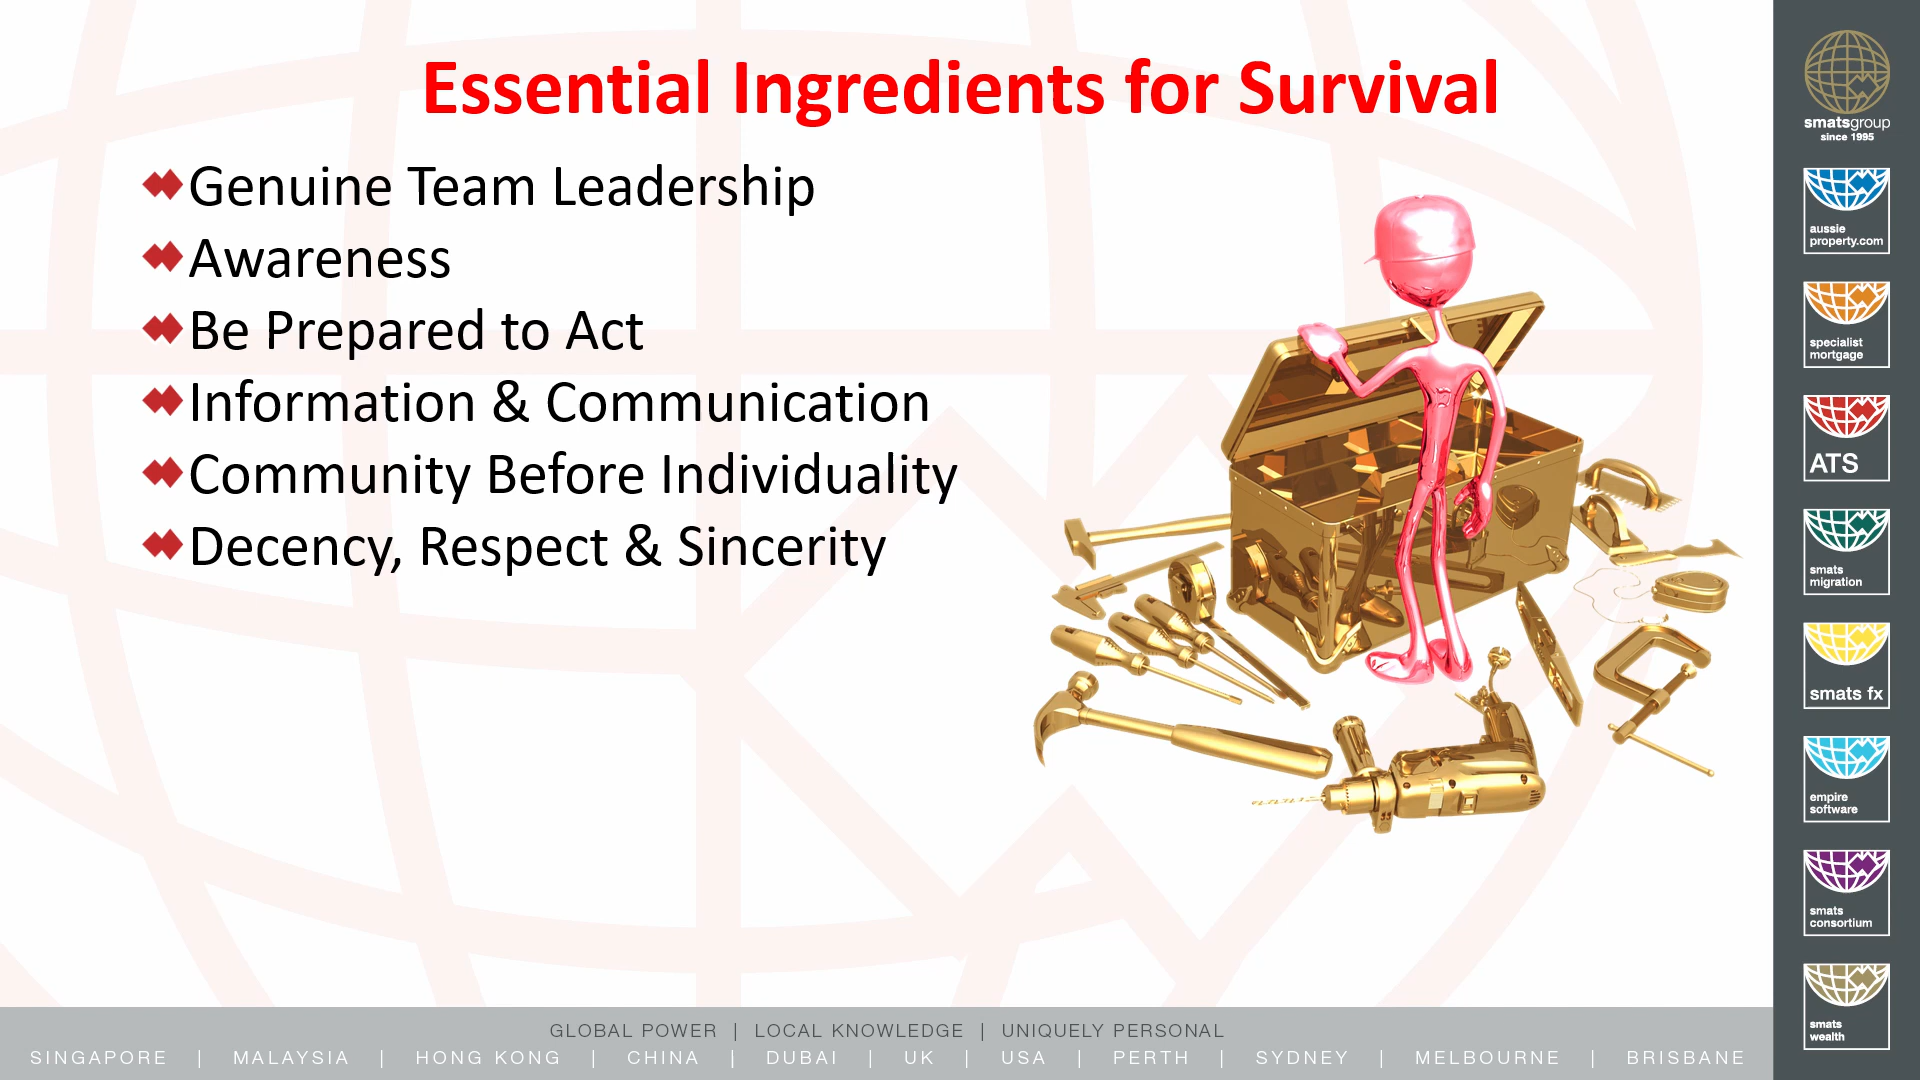 Essential Ingredients for Survival
Genuine Team Leadership
Awareness
Be Prepared to Act
Information & Communication
Community Before Individuality
Decency, Respect & Sincerity
smatsgroup
since 1995
aussie
property.com
specialist
mortgage
ATS
smats
migration
smats fx
empire
software
smats
consortium
smats
wealth
GLOBAL POWER | LOCAL KNOWLEDGE | UNIQUELY PERSONAL
SINGAPORE | MALAYSIA | HONG KONG | CHINA | DUBAI | UK | USA | PERTH | SYDNEY | MELBOURNE | BRISBANE